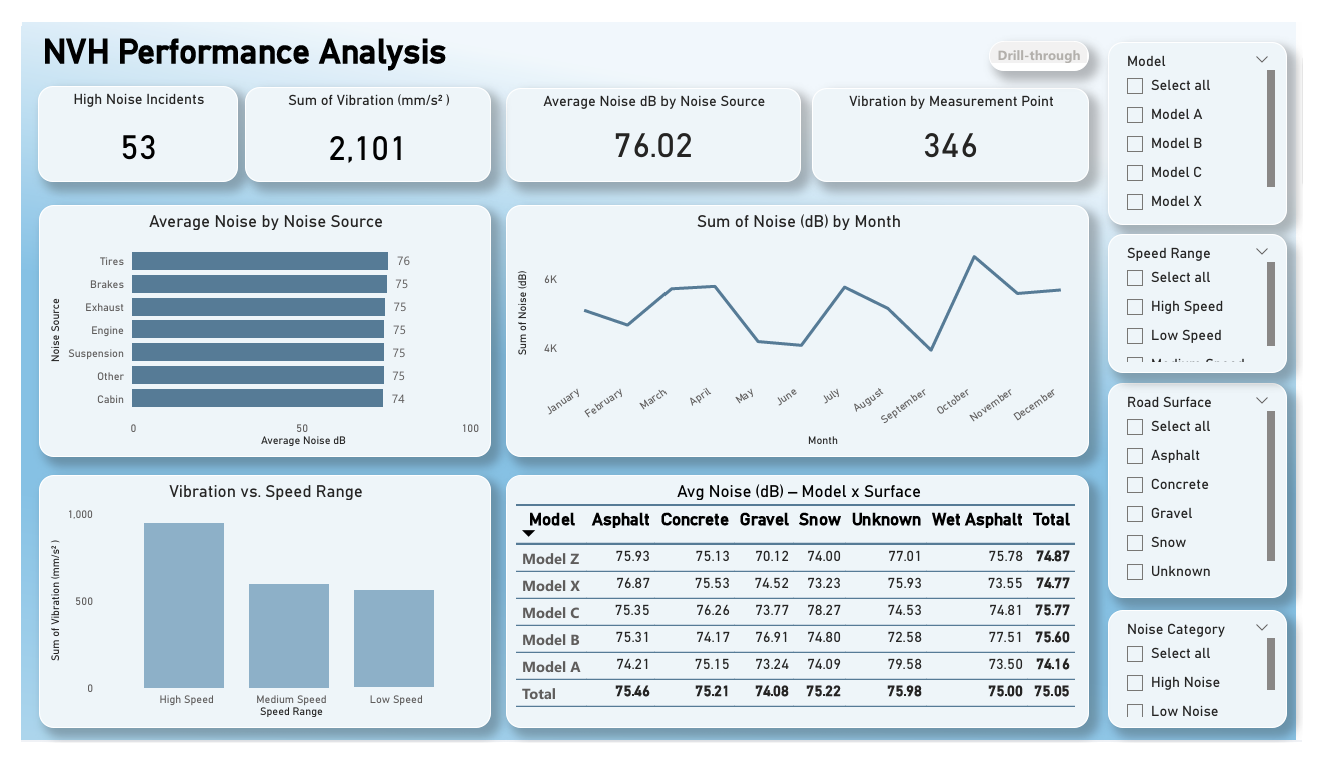 NVH Performance Analysis
Drill-through
High Noise Incidents
53
Sum of Vibration (mm/s² )
2,101
Average Noise dB by Noise Source
76.02
Vibration by Measurement Point
346
Average Noise by Noise Source
Noise Source
Tires 76
Brakes 75
Exhaust 75
Engine 75
Suspension 75
Other 75
Cabin 74
0 50 100
Average Noise dB
Sum of Noise (dB) by Month
Sum of Noise (dB)
6K
4K
January February March April May June July August September October November December
Month
Vibration vs. Speed Range
Sum of Vibration (mm/s² )
1,000
500
0
High Speed Medium Speed Low Speed
Speed Range
Avg Noise (dB) – Model x Surface
Model Asphalt Concrete Gravel Snow Unknown Wet Asphalt Total
Model Z 75.93 75.13 70.12 74.00 77.01 75.78 74.87
Model X 76.87 75.53 74.52 73.23 75.93 73.55 74.77
Model C 75.35 76.26 73.77 78.27 74.53 74.81 75.77
Model B 75.31 74.17 76.91 74.80 72.58 77.51 75.60
Model A 74.21 75.15 73.24 74.09 79.58 73.50 74.16
Total 75.46 75.21 74.08 75.22 75.98 75.00 75.05
Model
Select all
Model A
Model B
Model C
Model X
Speed Range
Select all
High Speed
Low Speed
Medium Speed
Road Surface
Select all
Asphalt
Concrete
Gravel
Snow
Unknown
Noise Category
Select all
High Noise
Low Noise